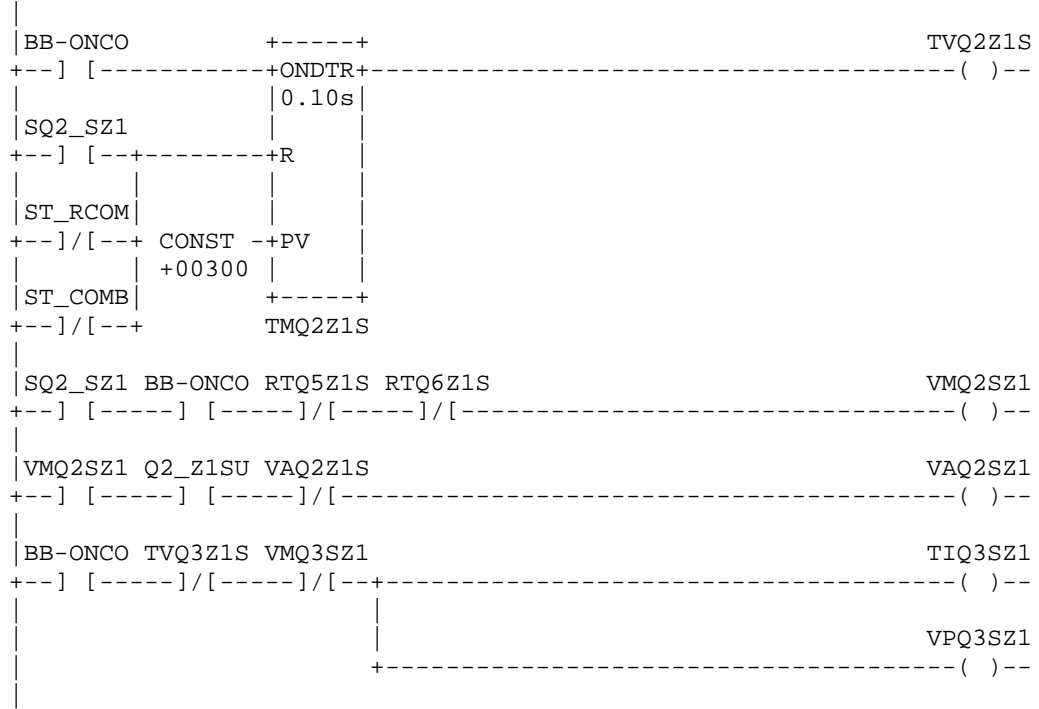 |
|BB-ONCO         +-----+                                     TVQ2Z1S
+--] [-----------+ONDTR+---------------------------------------( )--
|                |0.10s|
|SQ2_SZ1         |     |
+--] [--+--------+R    |
|       |        |     |
|ST_RCOM|        |     |
+--]/[--+ CONST -+PV   |
|       | +00300 |     |
|ST_COMB|        +-----+
+--]/[--+        TMQ2Z1S
|
|SQ2_SZ1 BB-ONCO RTQ5Z1S RTQ6Z1S                             VMQ2SZ1
+--] [-----] [-----]/[-----]/[---------------------------------( )--
|
|VMQ2SZ1 Q2_Z1SU VAQ2Z1S                                     VAQ2SZ1
+--] [-----] [-----]/[-----------------------------------------( )--
|
|BB-ONCO TVQ3Z1S VMQ3SZ1                                     TIQ3SZ1
+--] [-----]/[-----]/[--+--------------------------------------( )--
|                       |
|                       |                                    VPQ3SZ1
|                       +--------------------------------------( )--
|